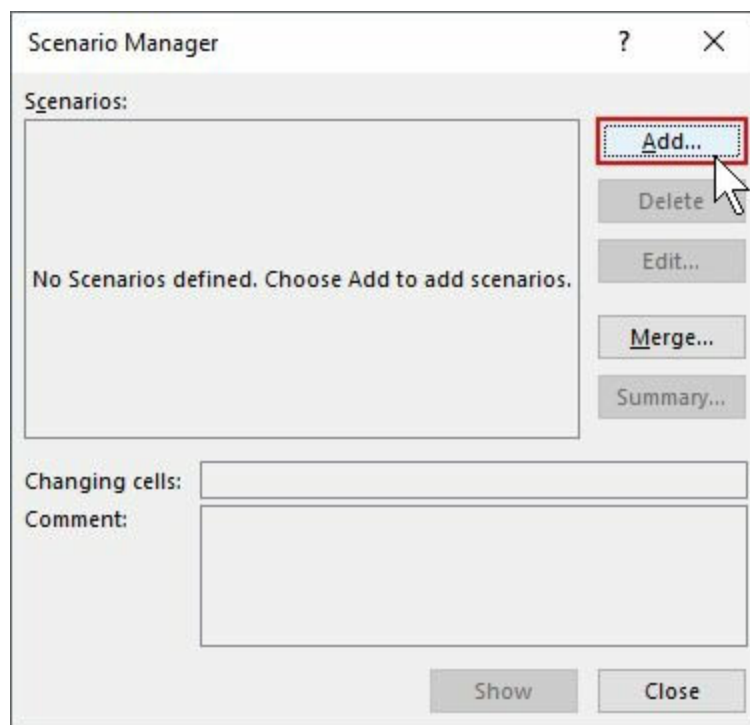 Scenario Manager ?
Scenarios:
Add...
Delete
No Scenarios defined. Choose Add to add scenarios.
Edit...
Merge...
Summary...
Changing cells:
Comment:
Show Close